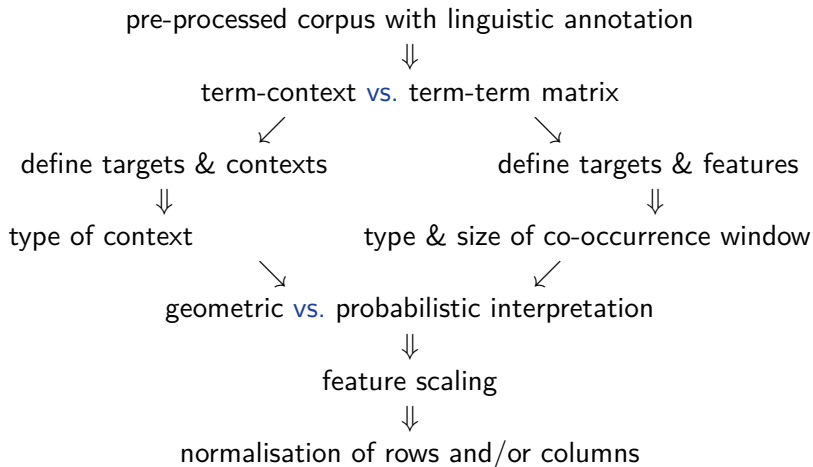 pre-processed corpus with linguistic annotation
⇓
term-context vs. term-term matrix
↙ ↘
define targets & contexts define targets & features
⇓ ⇓
type of context type & size of co-occurrence window
↘ ↙
geometric vs. probabilistic interpretation
⇓
feature scaling
⇓
normalisation of rows and/or columns